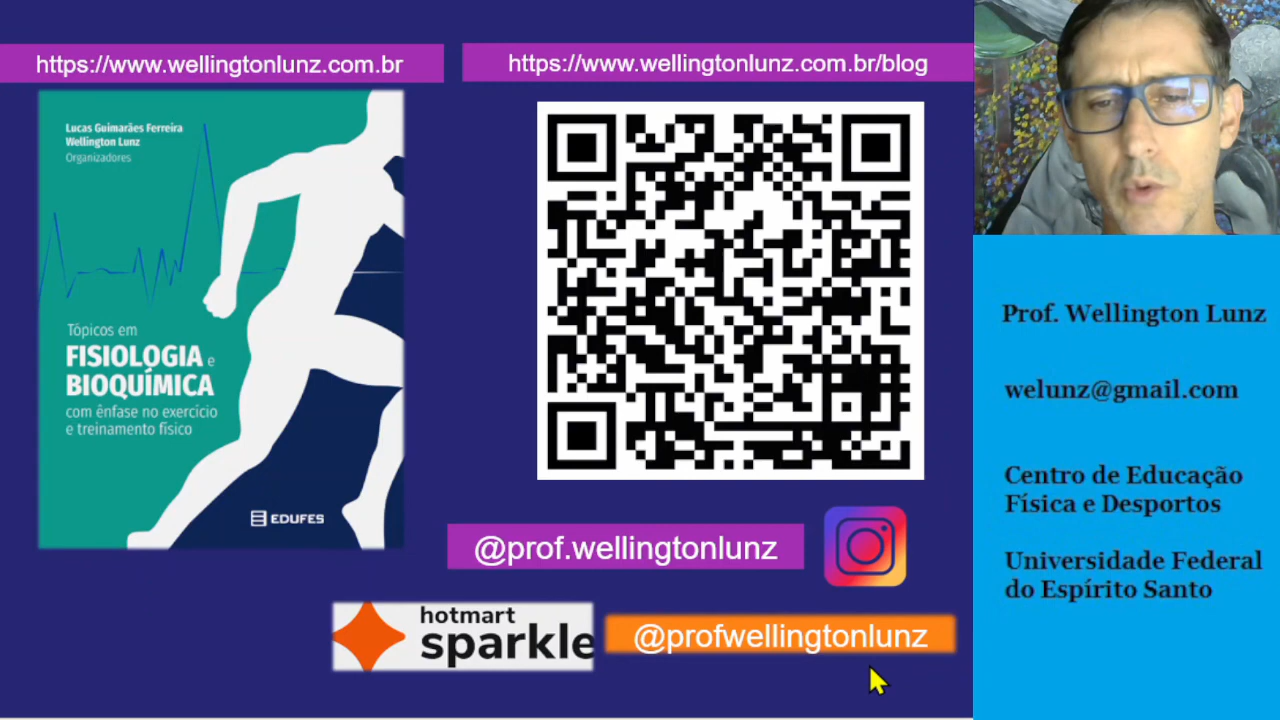 https://www.wellingtonlunz.com.br
https://www.wellingtonlunz.com.br/blog
Lucas Guimarães Ferreira
Wellington Lunz
Organizadores
Tópicos em
FISIOLOGIA e
BIOQUÍMICA
com ênfase no exercício
e treinamento físico
EDUFES
@prof.wellingtonlunz
hotmart
sparkle
@profwellingtonlunz
Prof. Wellington Lunz
welunz@gmail.com
Centro de Educação
Física e Desportos
Universidade Federal
do Espírito Santo